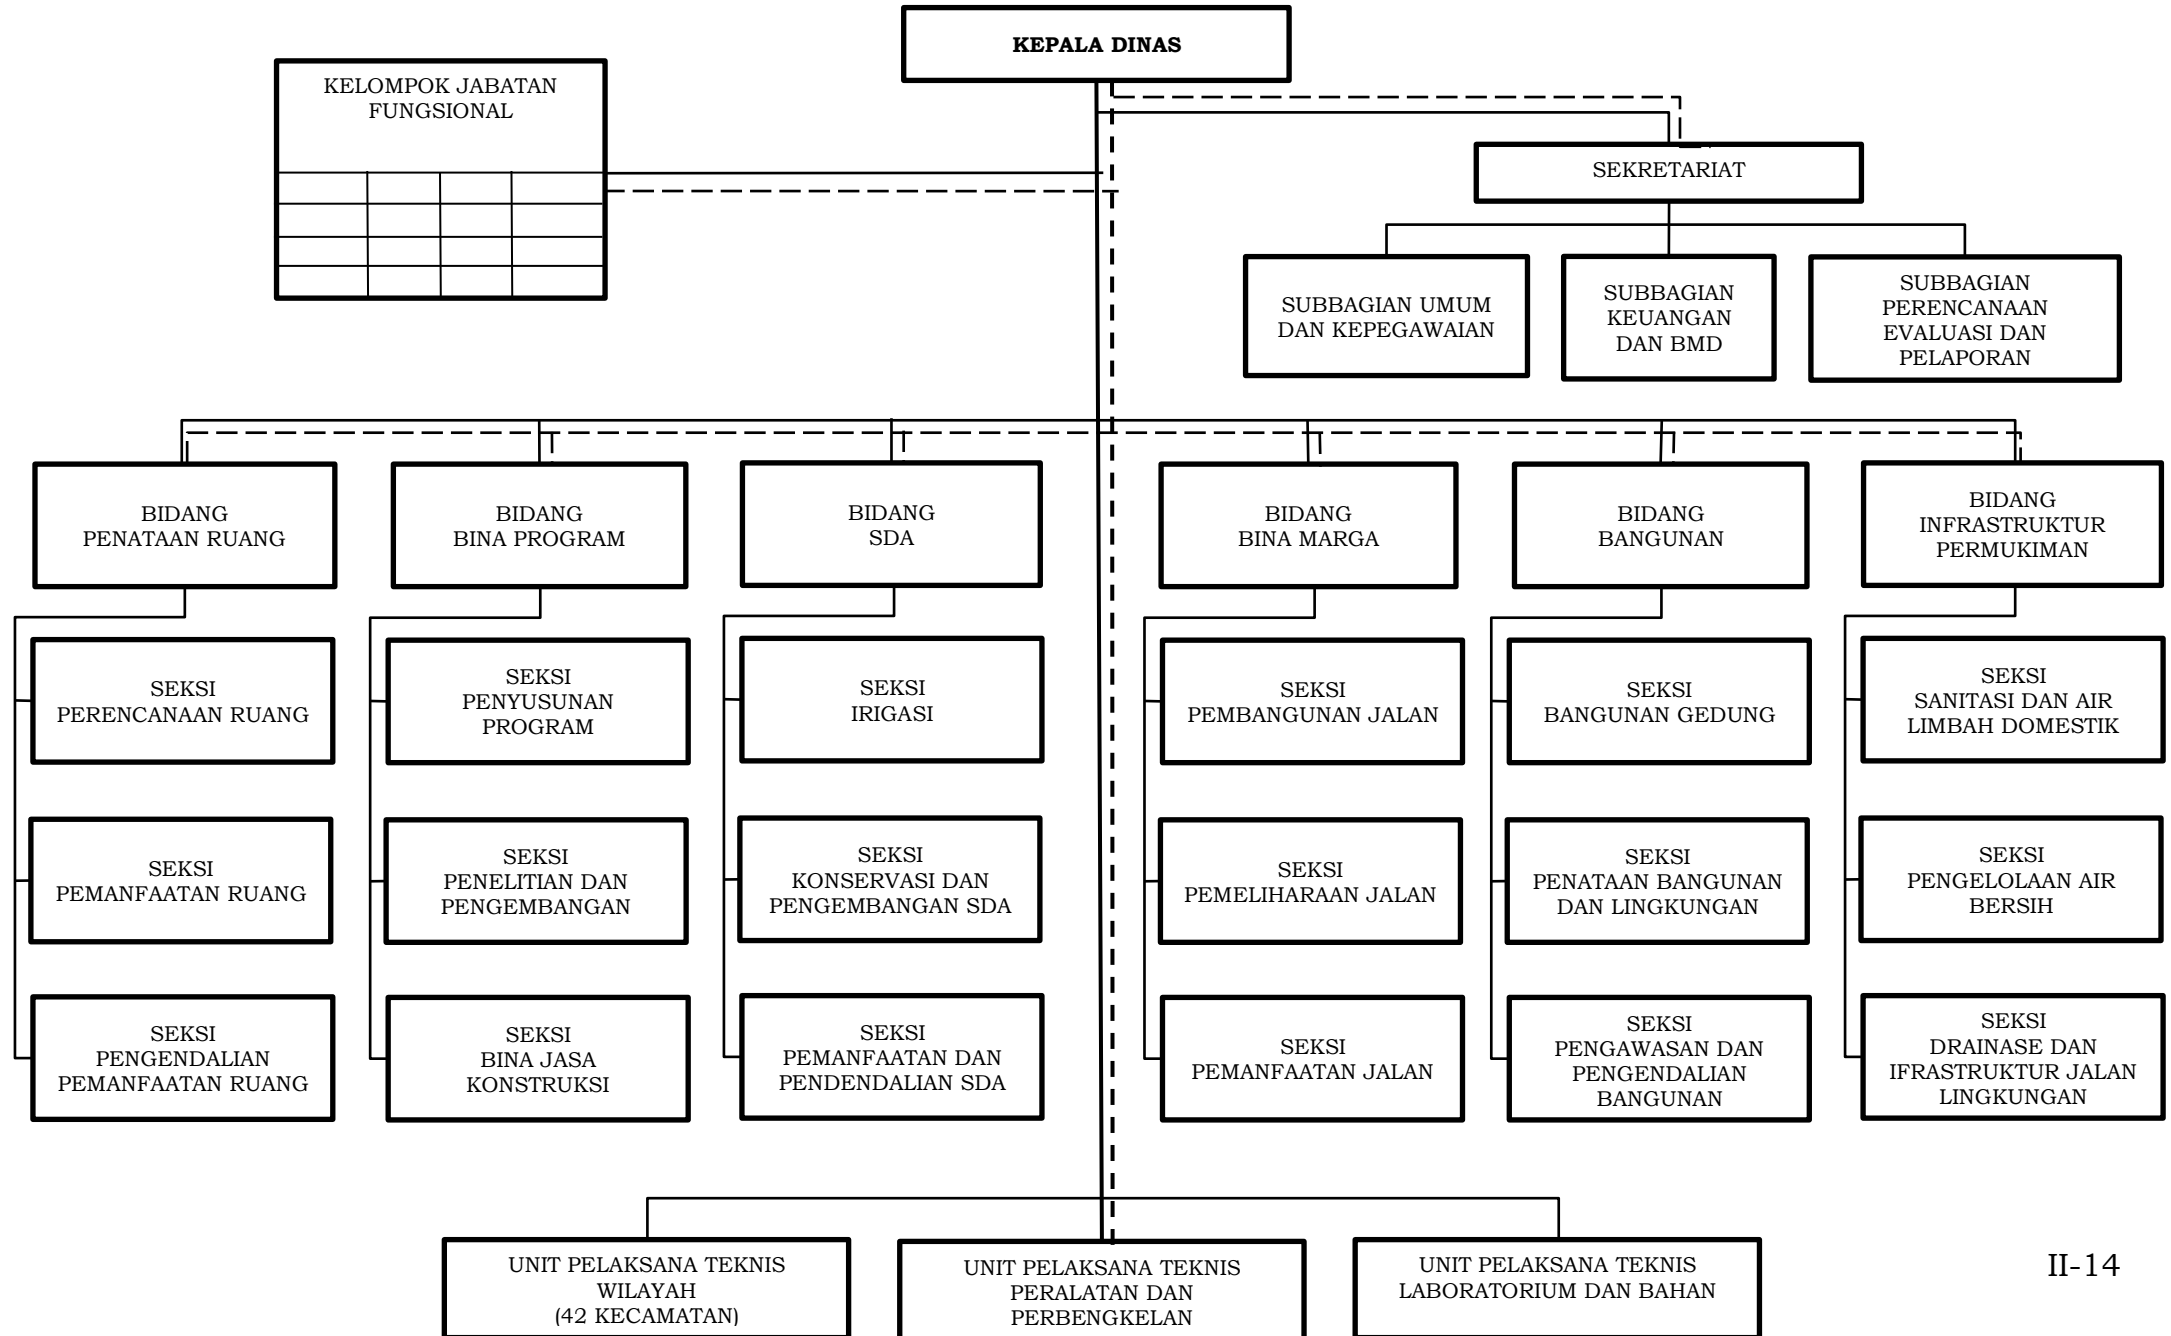 KEPALA DINAS
KELOMPOK JABATAN
FUNGSIONAL
SEKRETARIAT
SUBBAGIAN UMUM
DAN KEPEGAWAIAN
SUBBAGIAN
KEUANGAN
DAN BMD
SUBBAGIAN
PERENCANAAN
EVALUASI DAN
PELAPORAN
BIDANG
PENATAAN RUANG
BIDANG
BINA PROGRAM
BIDANG
SDA
BIDANG
BINA MARGA
BIDANG
BANGUNAN
BIDANG
INFRASTRUKTUR
PERMUKIMAN
SEKSI
PERENCANAAN RUANG
SEKSI
PENYUSUNAN
PROGRAM
SEKSI
IRIGASI
SEKSI
PEMBANGUNAN JALAN
SEKSI
BANGUNAN GEDUNG
SEKSI
SANITASI DAN AIR
LIMBAH DOMESTIK
SEKSI
PEMANFAATAN RUANG
SEKSI
PENELITIAN DAN
PENGEMBANGAN
SEKSI
KONSERVASI DAN
PENGEMBANGAN SDA
SEKSI
PEMELIHARAAN JALAN
SEKSI
PENATAAN BANGUNAN
DAN LINGKUNGAN
SEKSI
PENGELOLAAN AIR
BERSIH
SEKSI
PENGENDALIAN
PEMANFAATAN RUANG
SEKSI
BINA JASA
KONSTRUKSI
SEKSI
PEMANFAATAN DAN
PENDENDALIAN SDA
SEKSI
PEMANFAATAN JALAN
SEKSI
PENGAWASAN DAN
PENGENDALIAN
BANGUNAN
SEKSI
DRAINASE DAN
IFRASTRUKTUR JALAN
LINGKUNGAN
UNIT PELAKSANA TEKNIS
WILAYAH
(42 KECAMATAN)
UNIT PELAKSANA TEKNIS
PERALATAN DAN
PERBENGKELAN
UNIT PELAKSANA TEKNIS
LABORATORIUM DAN BAHAN
II-14